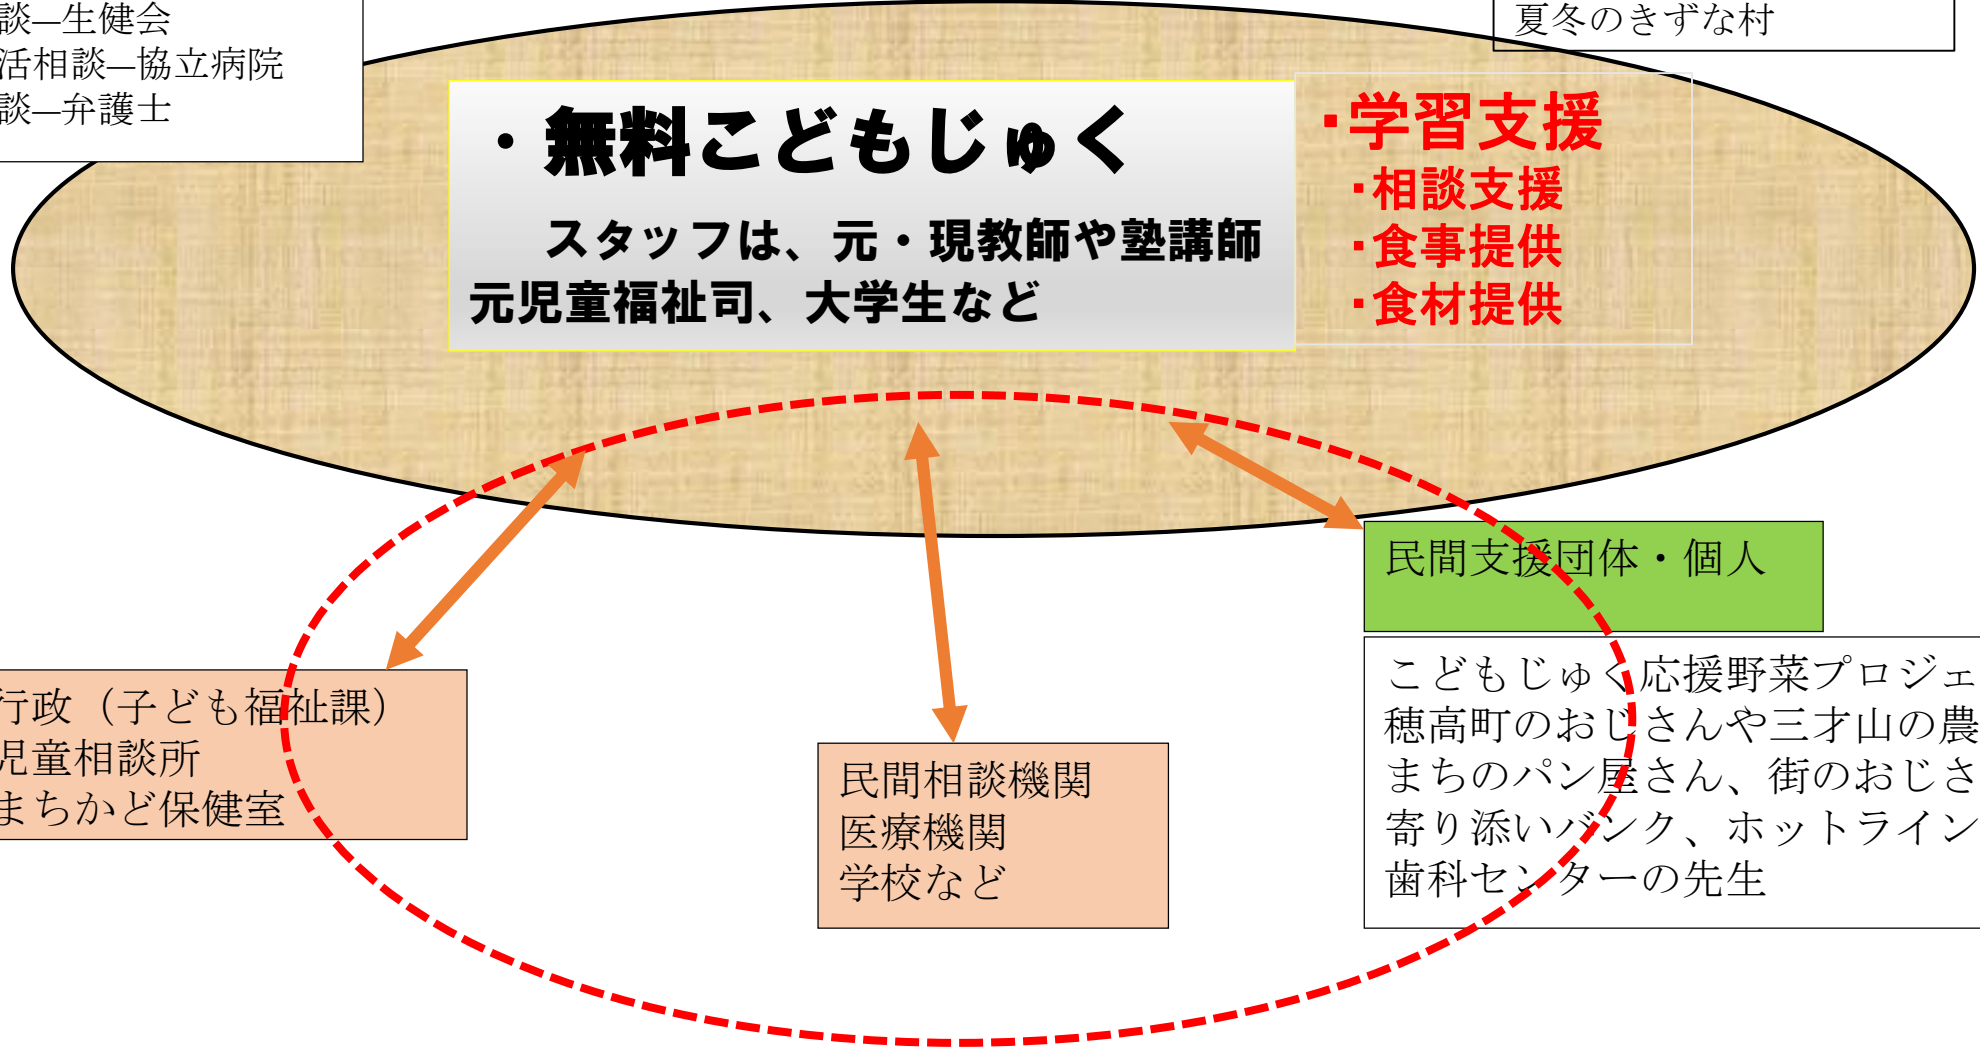 談―生健会
活相談―協立病院
談―弁護士
夏冬のきずな村
・無料こどもじゅく
スタッフは、元・現教師や塾講師
元児童福祉司、大学生など
・学習支援
・相談支援
・食事提供
・食材提供
行政（子ども福祉課）
児童相談所
まちかど保健室
民間相談機関
医療機関
学校など
民間支援団体・個人
こどもじゅく応援野菜プロジェ
穂高町のおじさんや三才山の農
まちのパン屋さん、街のおじさ
寄り添いバンク、ホットライン
歯科センターの先生